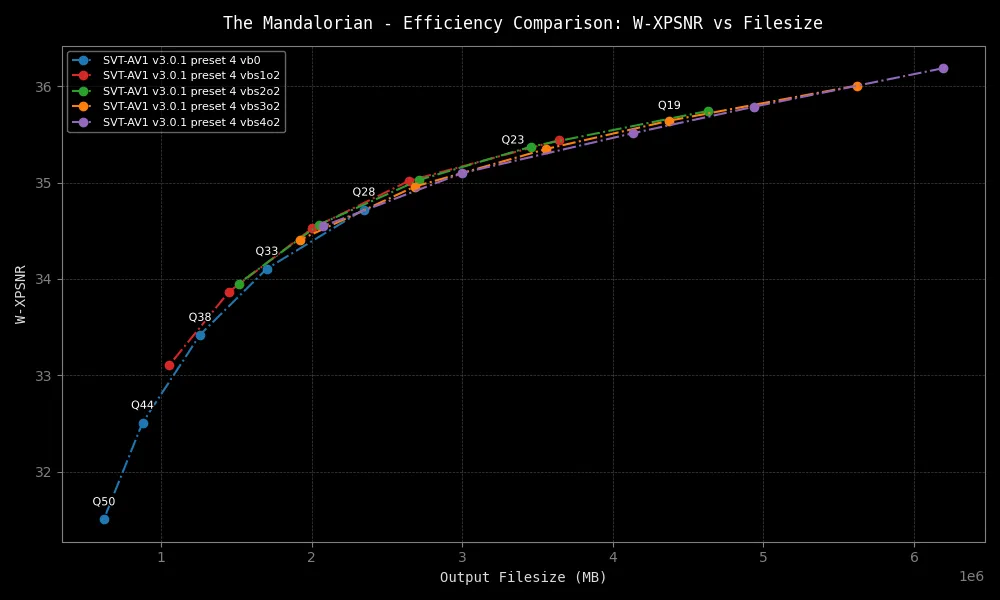 The Mandalorian - Efficiency Comparison: W-XPSNR vs Filesize
SVT-AV1 v3.0.1 preset 4 vb0
SVT-AV1 v3.0.1 preset 4 vbs1o2
SVT-AV1 v3.0.1 preset 4 vbs2o2
SVT-AV1 v3.0.1 preset 4 vbs3o2
SVT-AV1 v3.0.1 preset 4 vbs4o2
36
35
34
33
32
W-XPSNR
Q19
Q23
Q28
Q33
Q38
Q44
Q50
1 2 3 4 5 6
1e6
Output Filesize (MB)